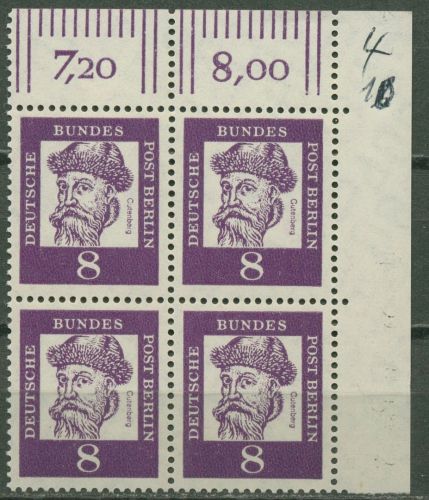 7,20 8,00
4
10
DEUTSCHE BUNDES POST BERLIN
Gutenberg
8
DEUTSCHE BUNDES POST BERLIN
Gutenberg
8
DEUTSCHE BUNDES POST BERLIN
Gutenberg
8
DEUTSCHE BUNDES POST BERLIN
Gutenberg
8